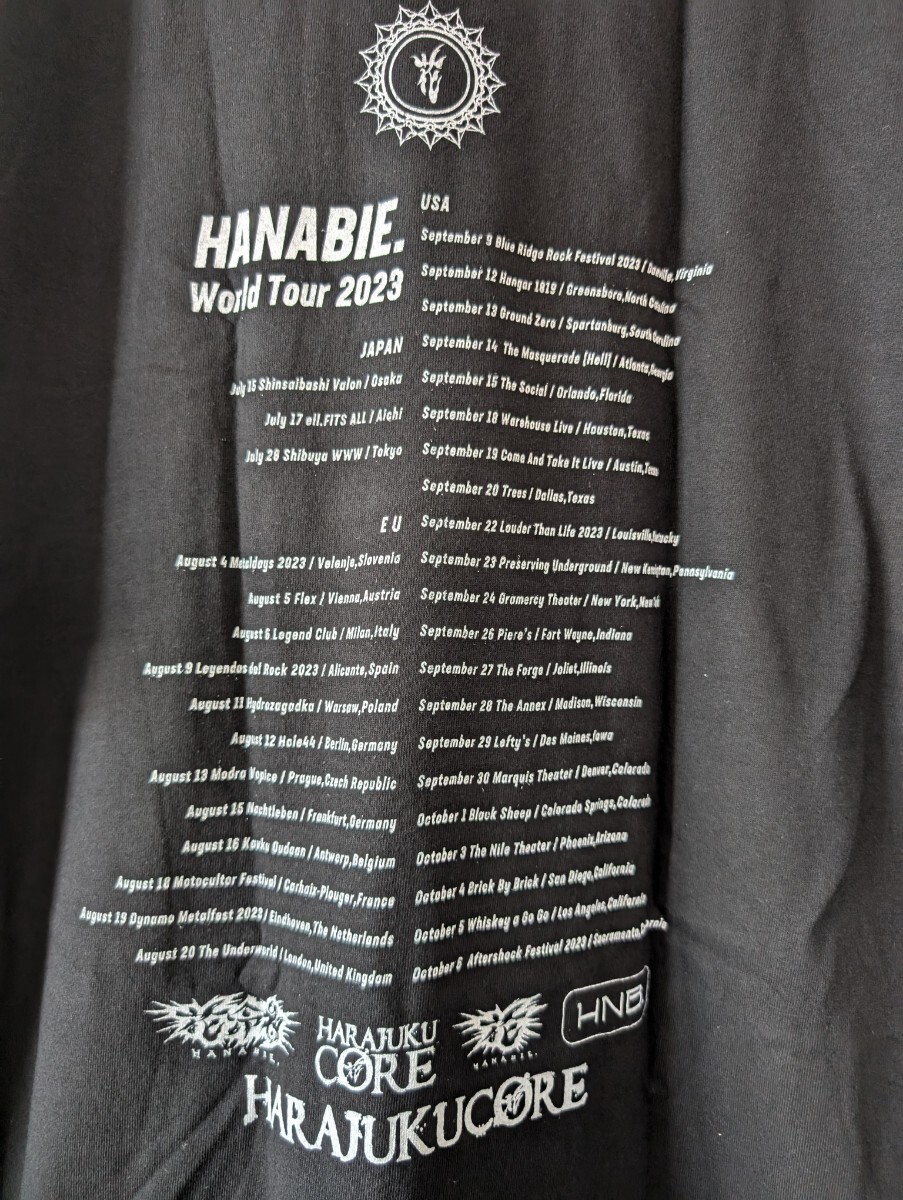 花
HANABIE.
World Tour 2023
JAPAN
July 15 Shinsaibashi Valon / Osaka
July 17 ell.FITS ALL / Aichi
July 28 Shibuya WWW / Tokyo
EU
August 4 Metaldays 2023 / Velenje,Slovenia
August 5 Flex / Vienna,Austria
August 6 Legend Club / Milan,Italy
August 9 Leyendas del Rock 2023 / Alicante,Spain
August 11 Hydrozagadka / Warsaw,Poland
August 12 Hole44 / Berlin,Germany
August 13 Modra Vopice / Prague,Czech Republic
August 15 Nachtleben / Frankfurt,Germany
August 16 Kavka Oudaan / Antwerp,Belgium
August 18 Motocultor Festival / Carhaix-Plouger,France
August 19 Dynamo Metalfest 2023 / Eindhoven,The Netherlands
August 20 The Underworld / London,United Kingdom
USA
September 9 Blue Ridge Rock Festival 2023 / Danville,Virginia
September 12 Hangar 1819 / Greensboro,North Carolina
September 13 Ground Zero / Spartanburg,South Carolina
September 14 The Masquerade [Hell] / Atlanta,Georgia
September 15 The Social / Orlando,Florida
September 18 Warehouse Live / Houston,Texas
September 19 Come And Take It Live / Austin,Texas
September 20 Trees / Dallas,Texas
September 22 Louder Than Life 2023 / Louisville,Kentucky
September 23 Preserving Underground / New Kensington,Pennsylvania
September 24 Gramercy Theater / New York,New York
September 26 Piere's / Fort Wayne,Indiana
September 27 The Forge / Joliet,Illinois
September 28 The Annex / Madison,Wisconsin
September 29 Lefty's / Des Moines,Iowa
September 30 Marquis Theater / Denver,Colorado
October 1 Black Sheep / Colorado Springs,Colorado
October 3 The Nile Theater / Phoenix,Arizona
October 4 Brick By Brick / San Diego,California
October 5 Whiskey a Go Go / Los Angeles,California
October 6 Aftershock Festival 2023 / Sacramento,California
HANABIE.
HARAJUKU
CORE
HANABIE.
HNB
HARAJUKUCORE